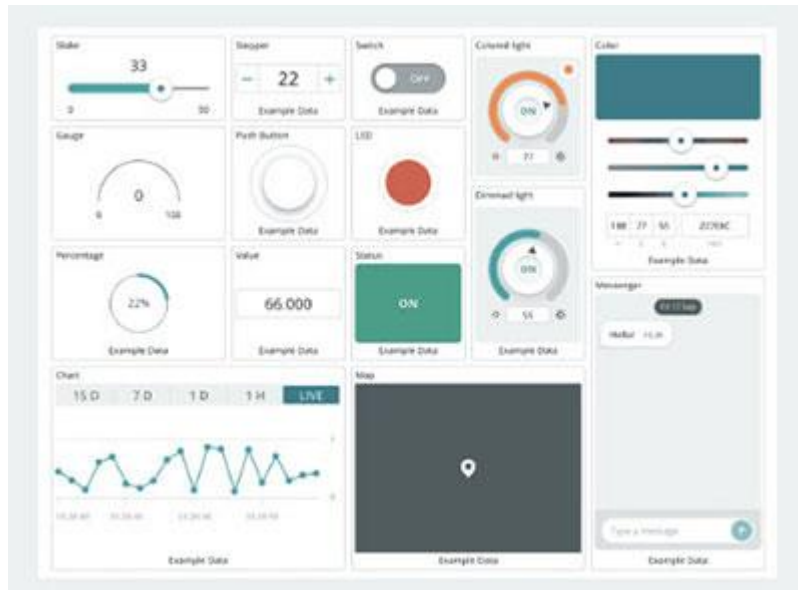 Slider
33
0
50
Stepper
− 22 +
Example Data
Switch
OFF
Example Data
Colored light
ON
77
Color
Example Data
Gauge
0
0
100
Push Button
Example Data
LED
Example Data
Dimmed light
ON
55
Example Data
Percentage
22%
Example Data
Value
66.000
Example Data
Status
ON
Example Data
Messenger
Type a message
Example Data
Chart
15 D 7 D 1 D 1 H LIVE
Example Data
Map
Example Data